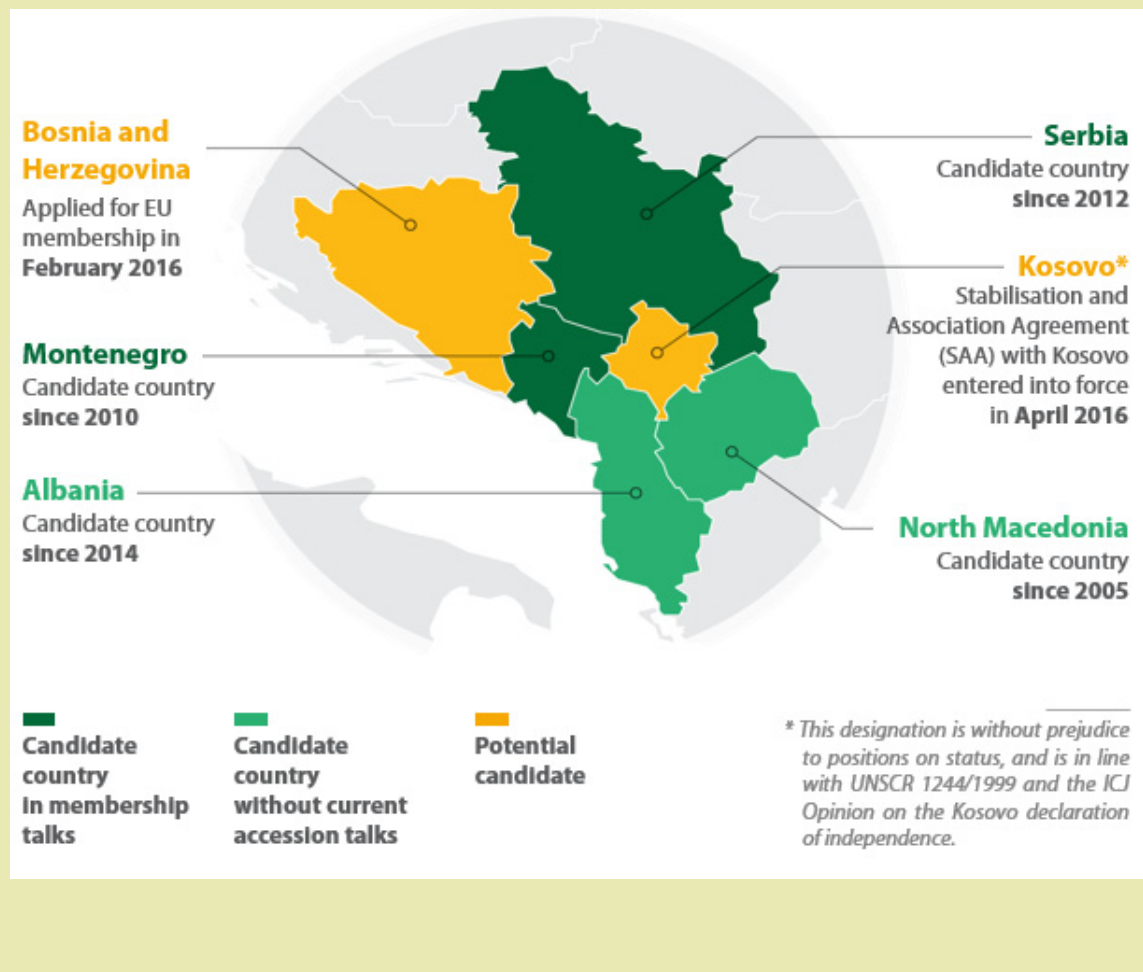 Bosnia and
Herzegovina
Applied for EU
membership in
February 2016
Montenegro
Candidate country
since 2010
Albania
Candidate country
since 2014
Serbia
Candidate country
since 2012
Kosovo*
Stabilisation and
Association Agreement
(SAA) with Kosovo
entered into force
in April 2016
North Macedonia
Candidate country
since 2005
Candidate
country
in membership
talks
Candidate
country
without current
accession talks
Potential
candidate
* This designation is without prejudice
to positions on status, and is in line
with UNSCR 1244/1999 and the ICJ
Opinion on the Kosovo declaration
of independence.